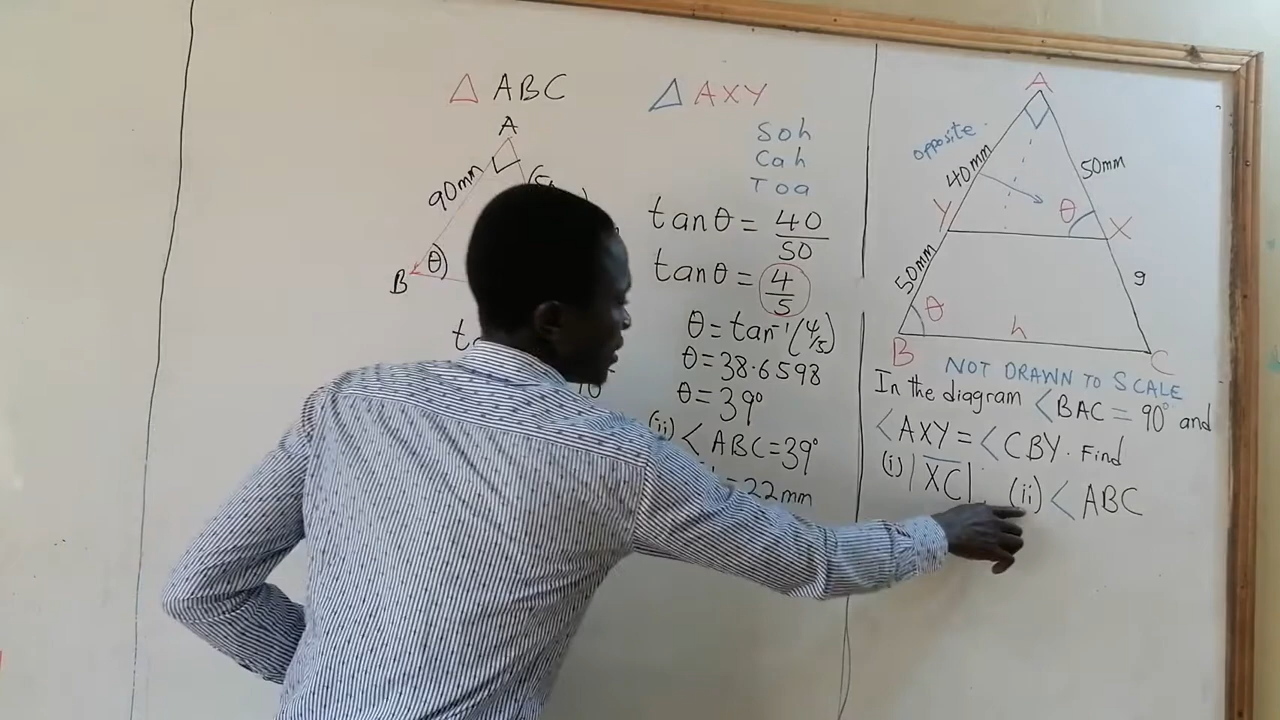 △ ABC
A
90mm
B
θ
△ AXY
Soh
Cah
Toa
tanθ = 40/50
tanθ = 4/5
θ = tan⁻¹(4/5)
θ = 38.6598
θ = 39°
(ii) <ABC = 39°
= 22mm
A
opposite
40mm
50mm
Y
θ
X
50mm
g
θ
h
B
C
NOT DRAWN TO SCALE
In the diagram <BAC = 90° and
<AXY = <CBY. Find
(i) |XC|. (ii) <ABC